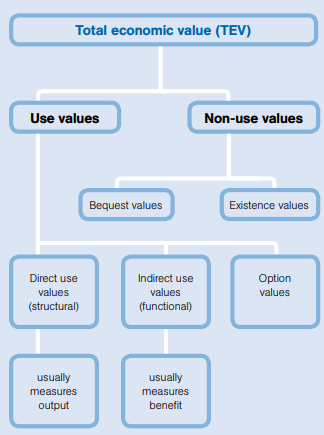 Total economic value (TEV)
Use values
Non-use values
Bequest values
Existence values
Direct use
values
(structural)
Indirect use
values
(functional)
Option
values
usually
measures
output
usually
measures
benefit